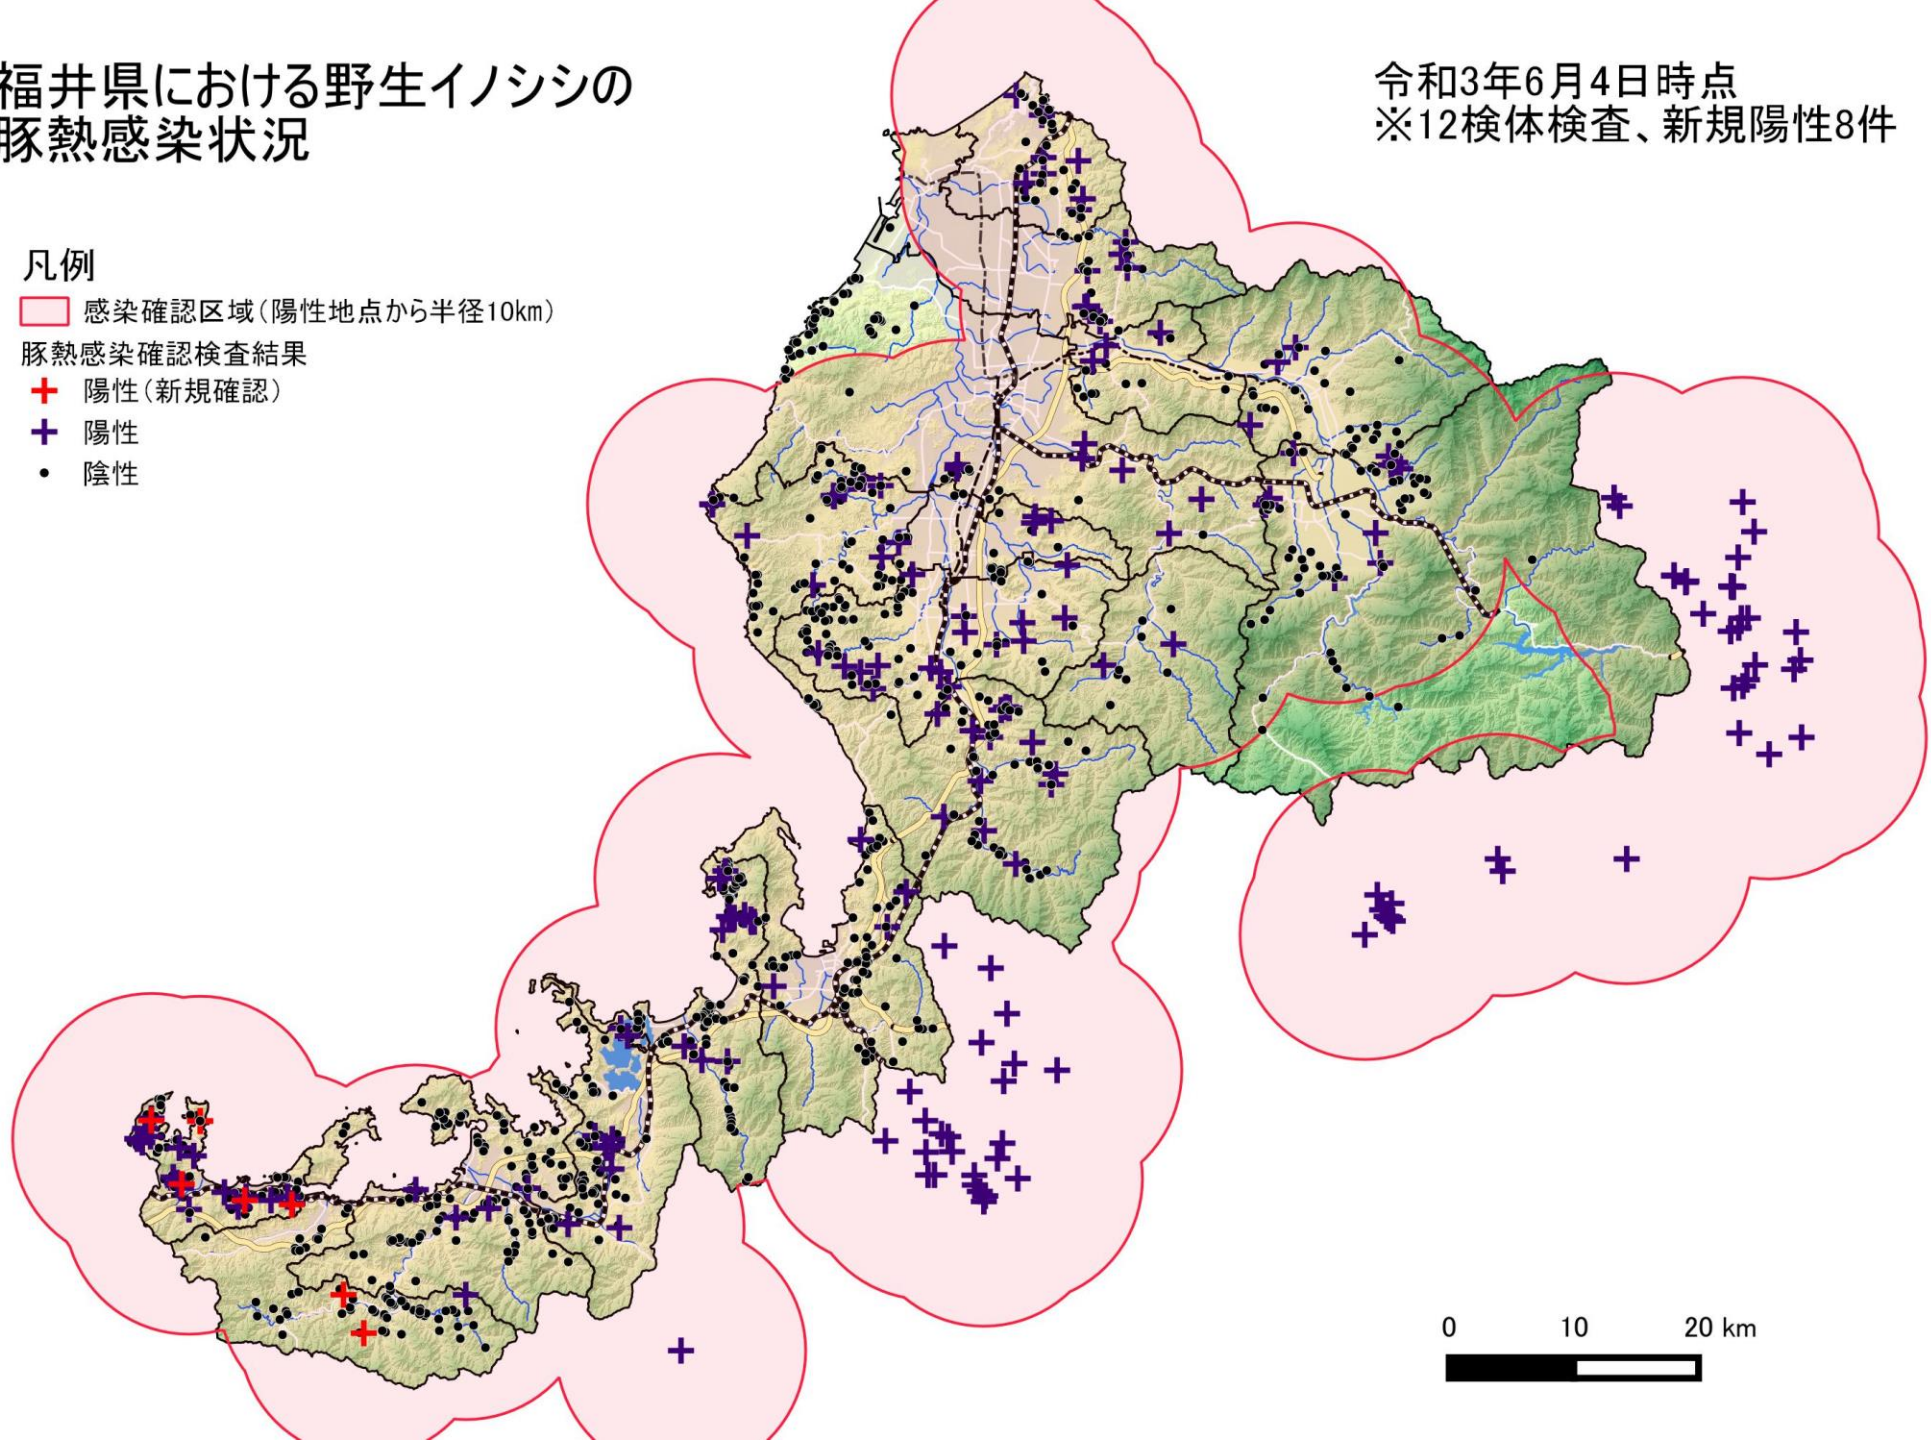 福井県における野生イノシシの
豚熱感染状況
令和3年6月4日時点
※12検体検査、新規陽性8件
凡例
感染確認区域(陽性地点から半径10km)
豚熱感染確認検査結果
陽性(新規確認)
陽性
陰性
0 10 20 km